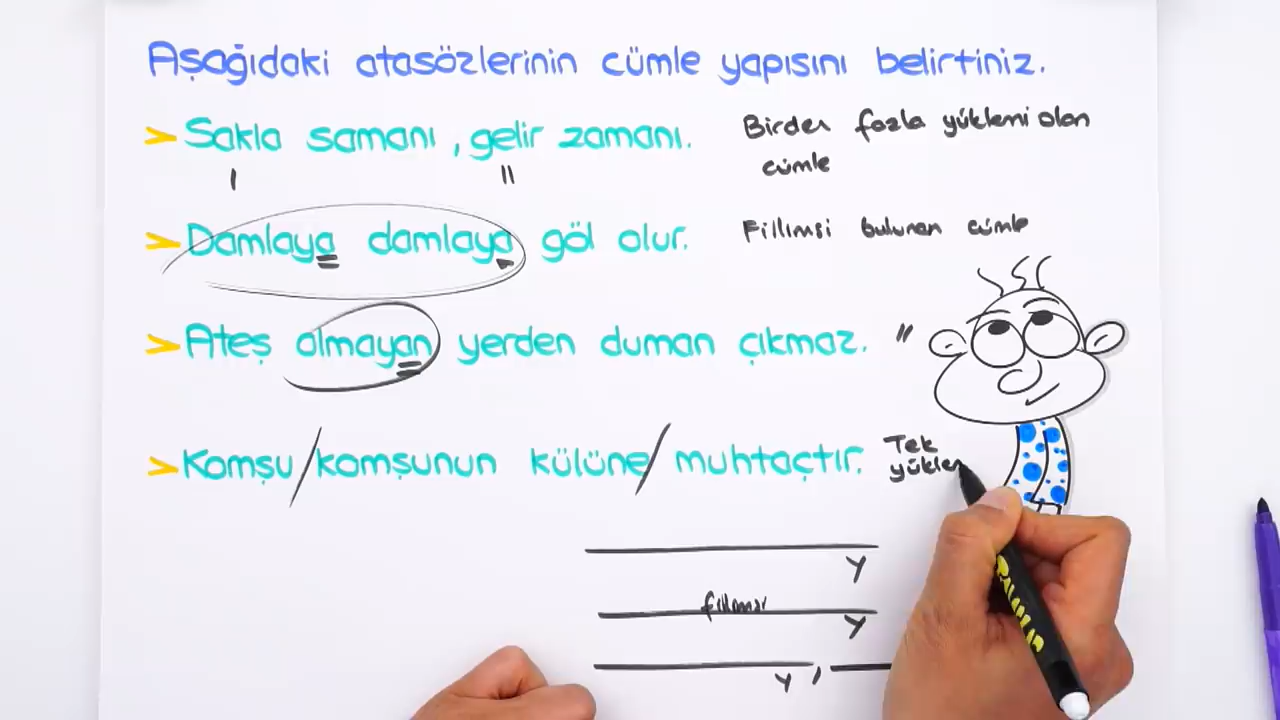 Aşağıdaki atasözlerinin cümle yapısını belirtiniz.
> Sakla samanı, gelir zamanı.
I II
Birden fazla yüklemi olan
cümle
> Damlaya damlaya göl olur.
Fiilimsi bulunan cümle
> Ateş olmayan yerden duman çıkmaz. "
> Komşu/komşunun külüne/muhtaçtır.
Tek
yüklem
y
y
y ,